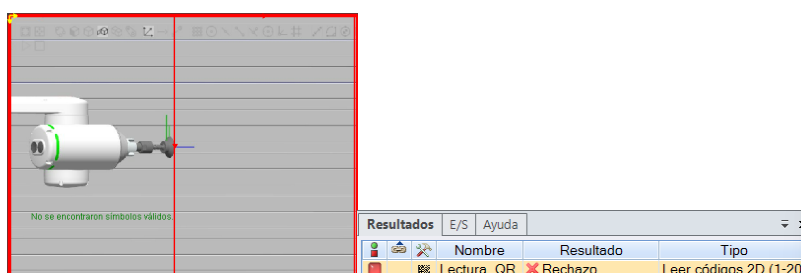 No se encontraron símbolos válidos.
Resultados E/S Ayuda
Nombre Resultado Tipo
Lectura_QR Rechazo Leer códigos 2D (1-20